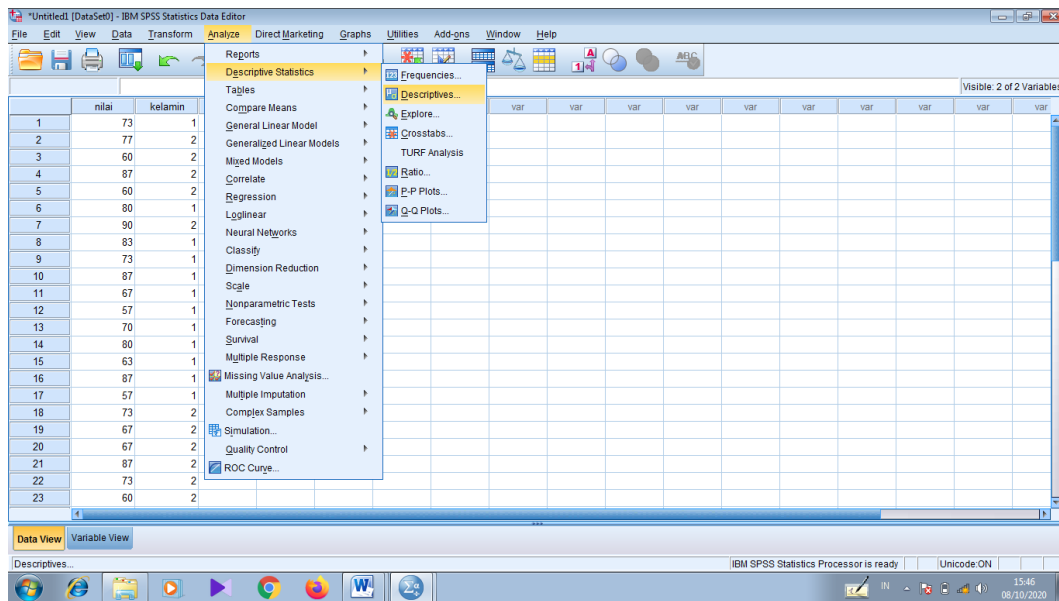 *Untitled1 [DataSet0] - IBM SPSS Statistics Data Editor
File Edit View Data Transform Analyze Direct Marketing Graphs Utilities Add-ons Window Help
Visible: 2 of 2 Variables
Reports
Descriptive Statistics
Tables
Compare Means
General Linear Model
Generalized Linear Models
Mixed Models
Correlate
Regression
Loglinear
Neural Networks
Classify
Dimension Reduction
Scale
Nonparametric Tests
Forecasting
Survival
Multiple Response
Missing Value Analysis...
Multiple Imputation
Complex Samples
Simulation...
Quality Control
ROC Curve...
Frequencies...
Descriptives...
Explore...
Crosstabs...
TURF Analysis
Ratio...
P-P Plots...
Q-Q Plots...
nilai kelamin var var var var var var var var
1 73 1
2 77 2
3 60 2
4 87 2
5 60 2
6 80 1
7 90 2
8 83 1
9 73 1
10 87 1
11 67 1
12 57 1
13 70 1
14 80 1
15 63 1
16 87 1
17 57 1
18 73 2
19 67 2
20 67 2
21 87 2
22 73 2
23 60 2
Data View Variable View
Descriptives...
IBM SPSS Statistics Processor is ready Unicode:ON
IN 15:46
08/10/2020